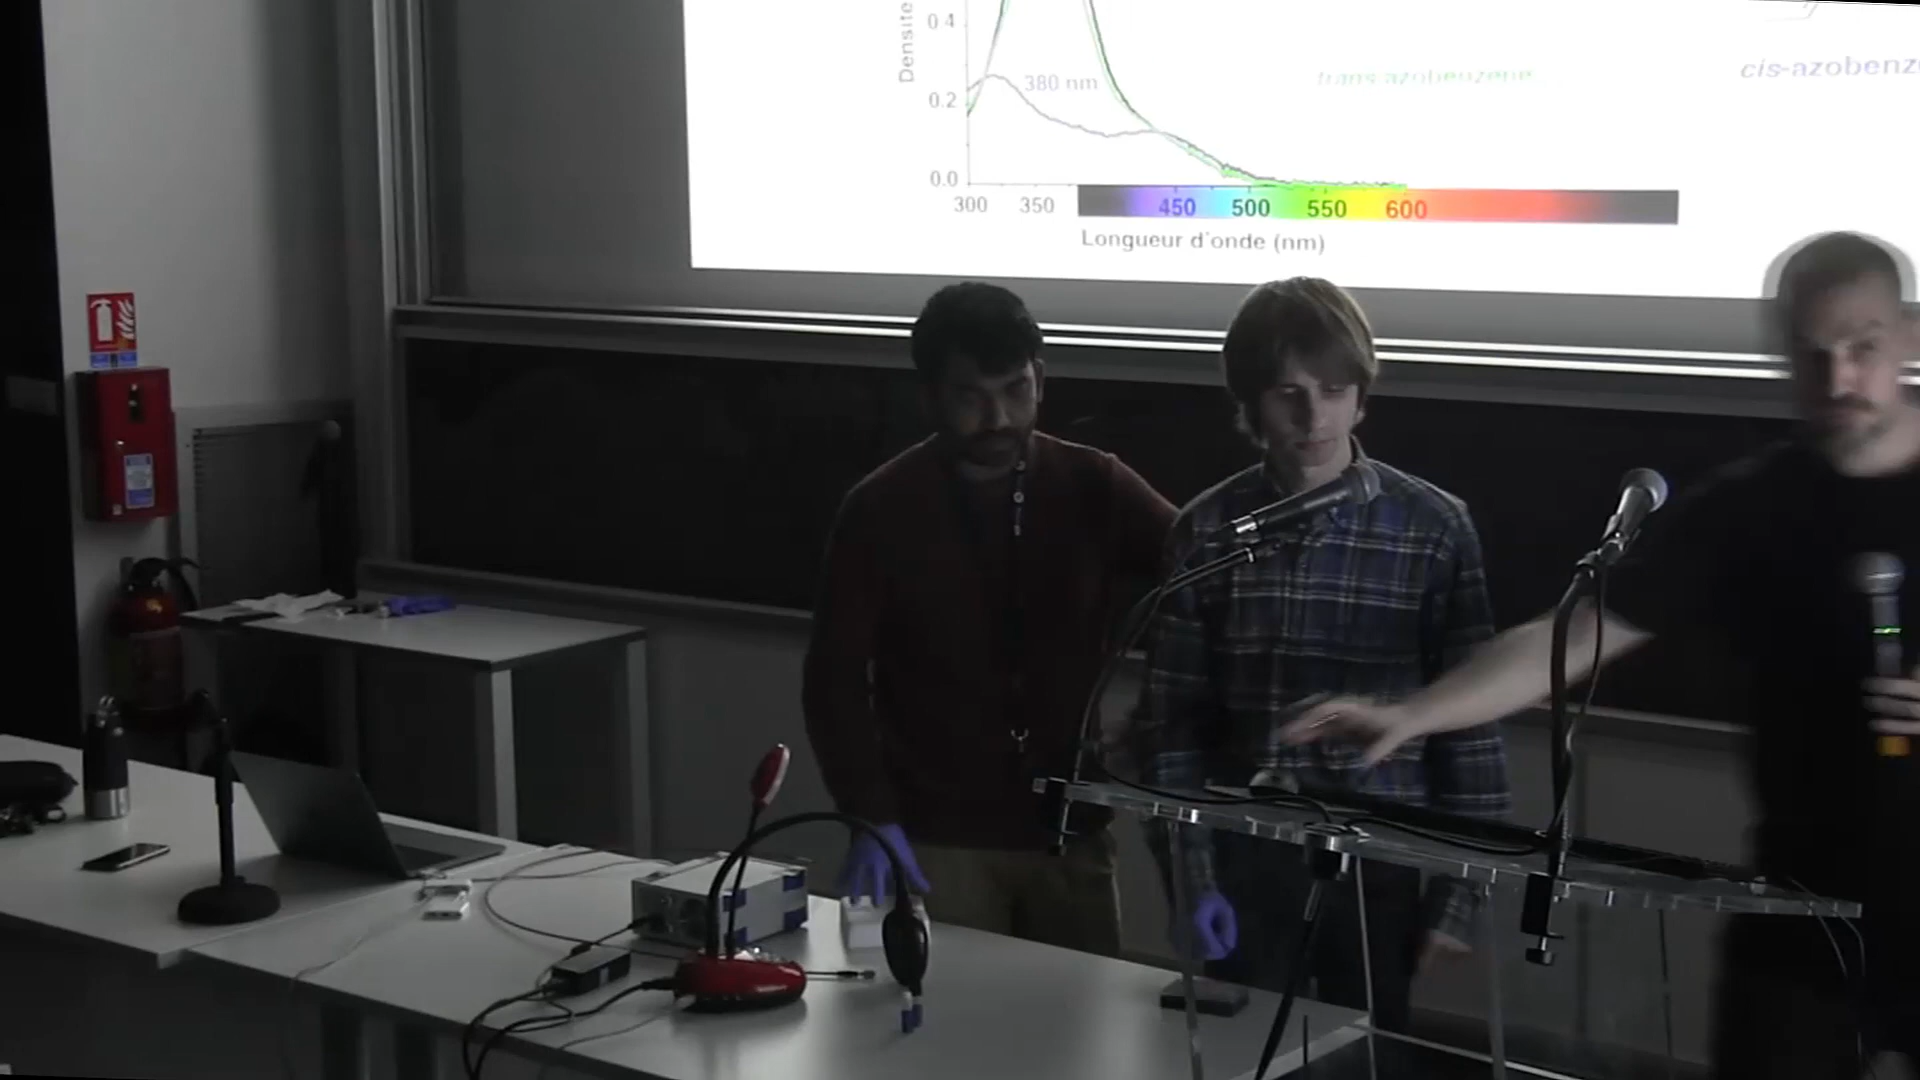 Densite
0.4
0.2
0.0
380 nm
trans-azobenzene
cis-azobenz
300 350 450 500 550 600
Longueur d'onde (nm)